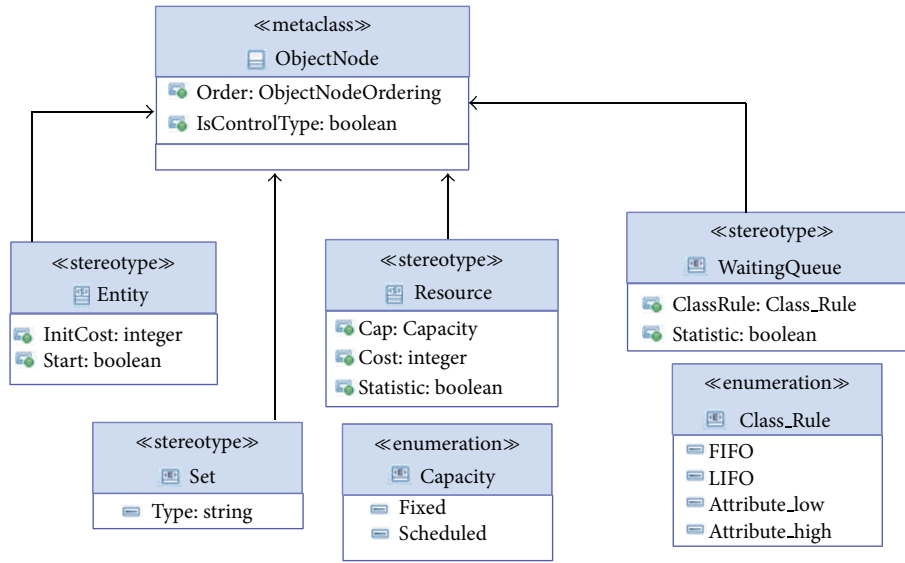 ≪metaclass≫
ObjectNode
Order: ObjectNodeOrdering
IsControlType: boolean
≪stereotype≫
Entity
InitCost: integer
Start: boolean
≪stereotype≫
Set
Type: string
≪stereotype≫
Resource
Cap: Capacity
Cost: integer
Statistic: boolean
≪enumeration≫
Capacity
Fixed
Scheduled
≪stereotype≫
WaitingQueue
ClassRule: Class_Rule
Statistic: boolean
≪enumeration≫
Class_Rule
FIFO
LIFO
Attribute_low
Attribute_high